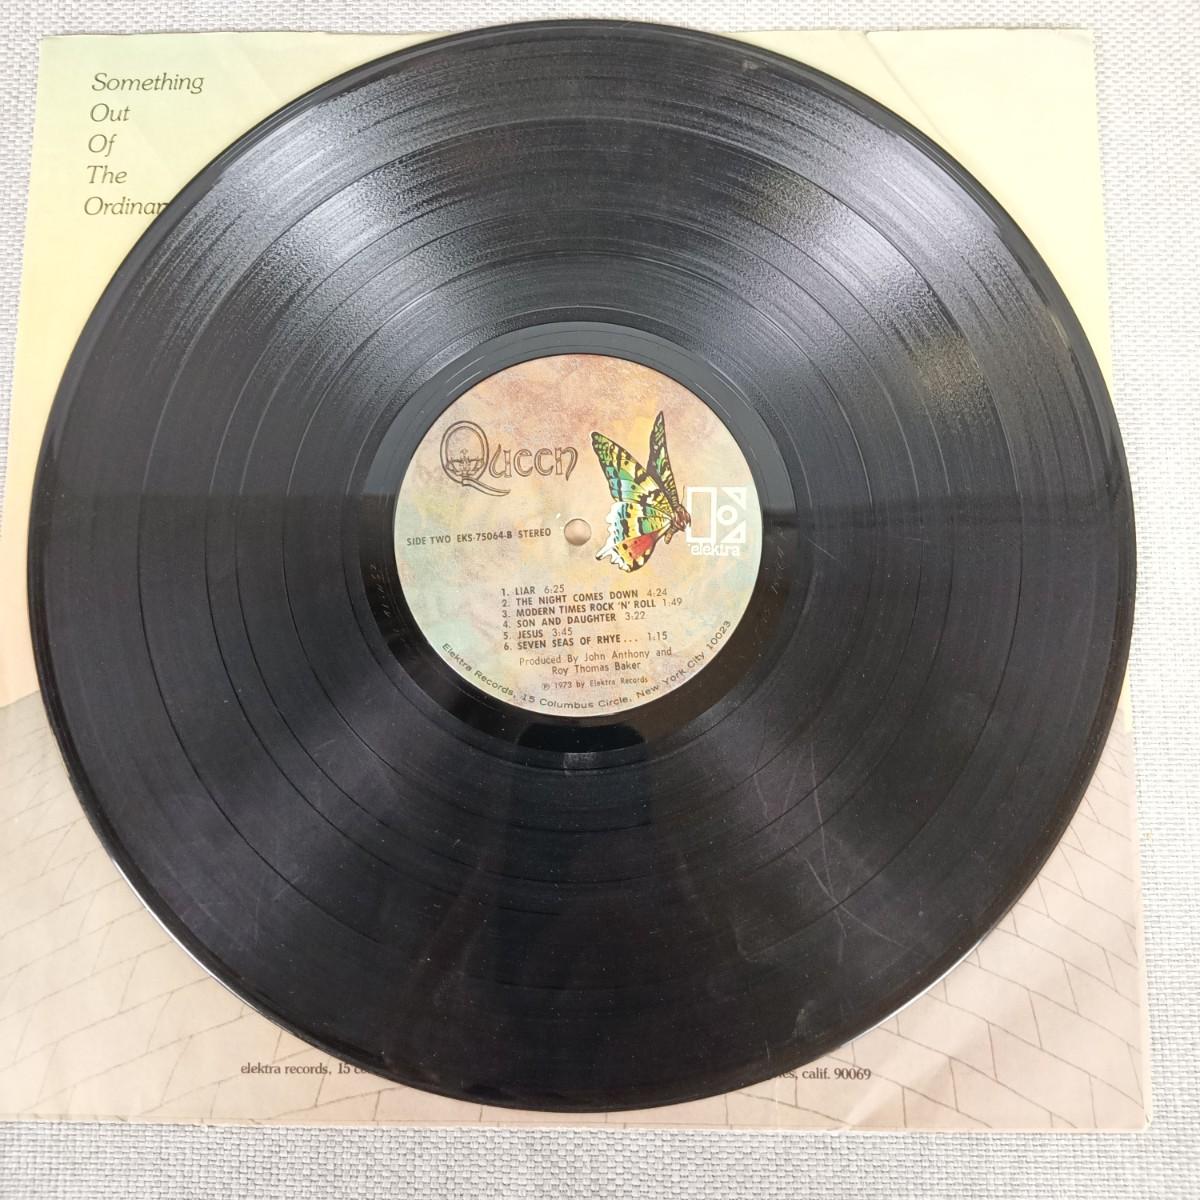 Something
Out
Of
The
Ordinar
Queen
elektra
SIDE TWO EKS-75064-B STEREO
1. LIAR 6:25
2. THE NIGHT COMES DOWN 4:24
3. MODERN TIMES ROCK 'N' ROLL 1:49
4. SON AND DAUGHTER 3:22
5. JESUS 3:45
6. SEVEN SEAS OF RHYE... 1:15
Produced By John Anthony and
Roy Thomas Baker
℗ 1973 by Elektra Records
Elektra Records, 15 Columbus Circle, New York City 10023
elektra records, 15 calif. 90069